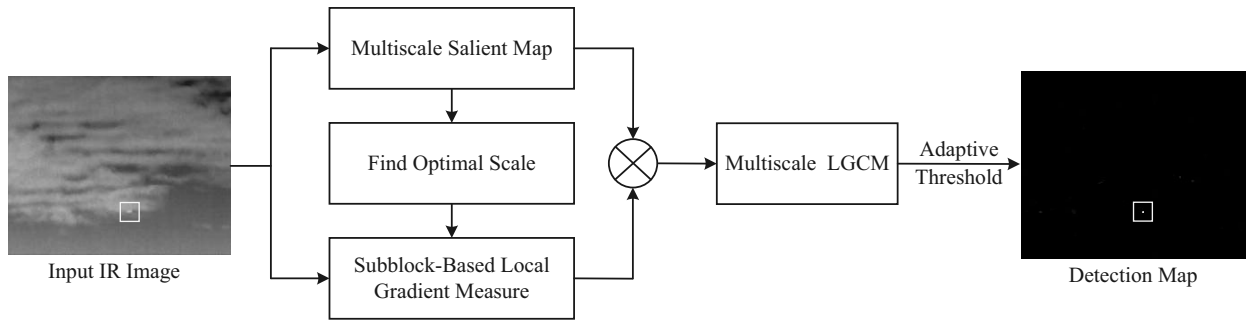 Multiscale Salient Map
Find Optimal Scale
Subblock-Based Local
Gradient Measure
Input IR Image
Multiscale LGCM
Adaptive
Threshold
Detection Map